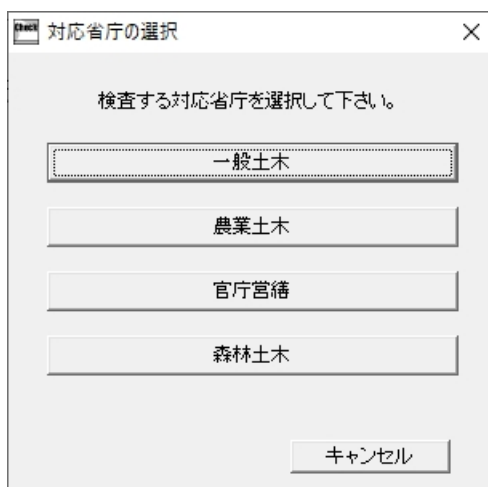 Check 対応省庁の選択
検査する対応省庁を選択して下さい。
一般土木
農業土木
官庁営繕
森林土木
キャンセル